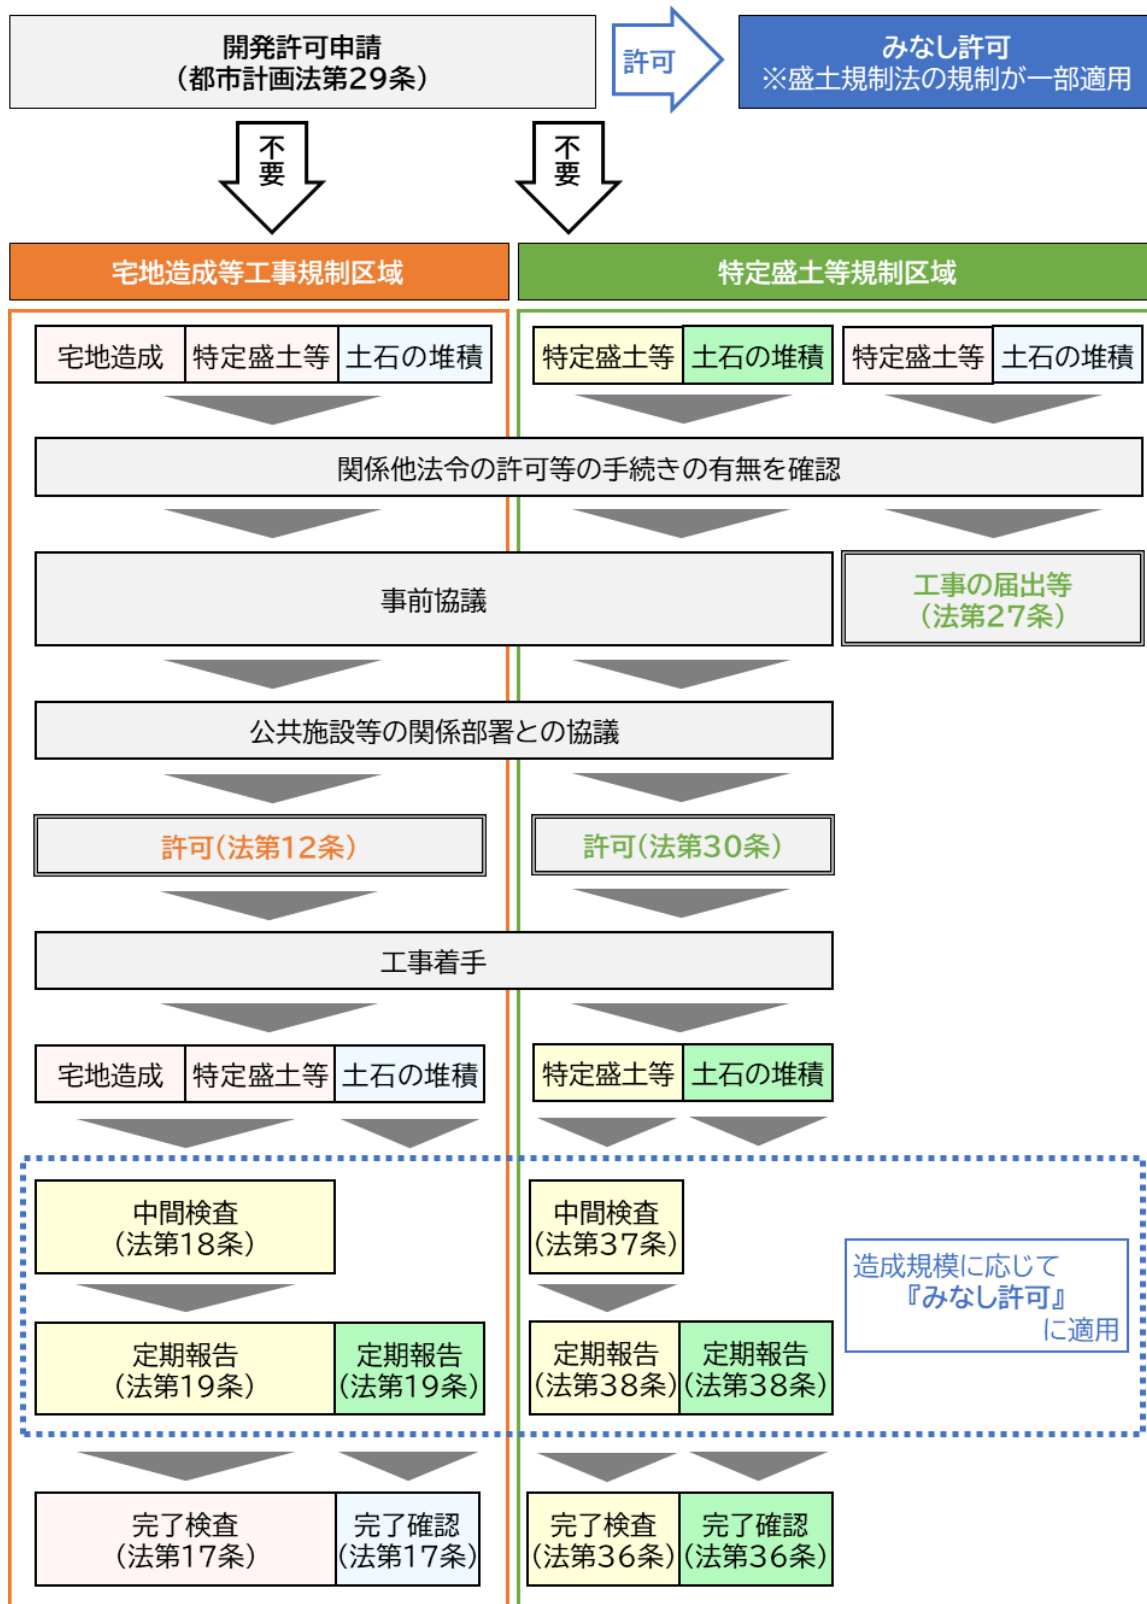 開発許可申請
（都市計画法第29条）
許可
みなし許可
※盛土規制法の規制が一部適用
不要
不要
宅地造成等工事規制区域
特定盛土等規制区域
宅地造成
特定盛土等
土石の堆積
特定盛土等
土石の堆積
特定盛土等
土石の堆積
関係他法令の許可等の手続きの有無を確認
事前協議
工事の届出等
（法第27条）
公共施設等の関係部署との協議
許可（法第12条）
許可（法第30条）
工事着手
宅地造成
特定盛土等
土石の堆積
特定盛土等
土石の堆積
中間検査
（法第18条）
中間検査
（法第37条）
造成規模に応じて
『みなし許可』
に適用
定期報告
（法第19条）
定期報告
（法第19条）
定期報告
（法第38条）
定期報告
（法第38条）
完了検査
（法第17条）
完了確認
（法第17条）
完了検査
（法第36条）
完了確認
（法第36条）